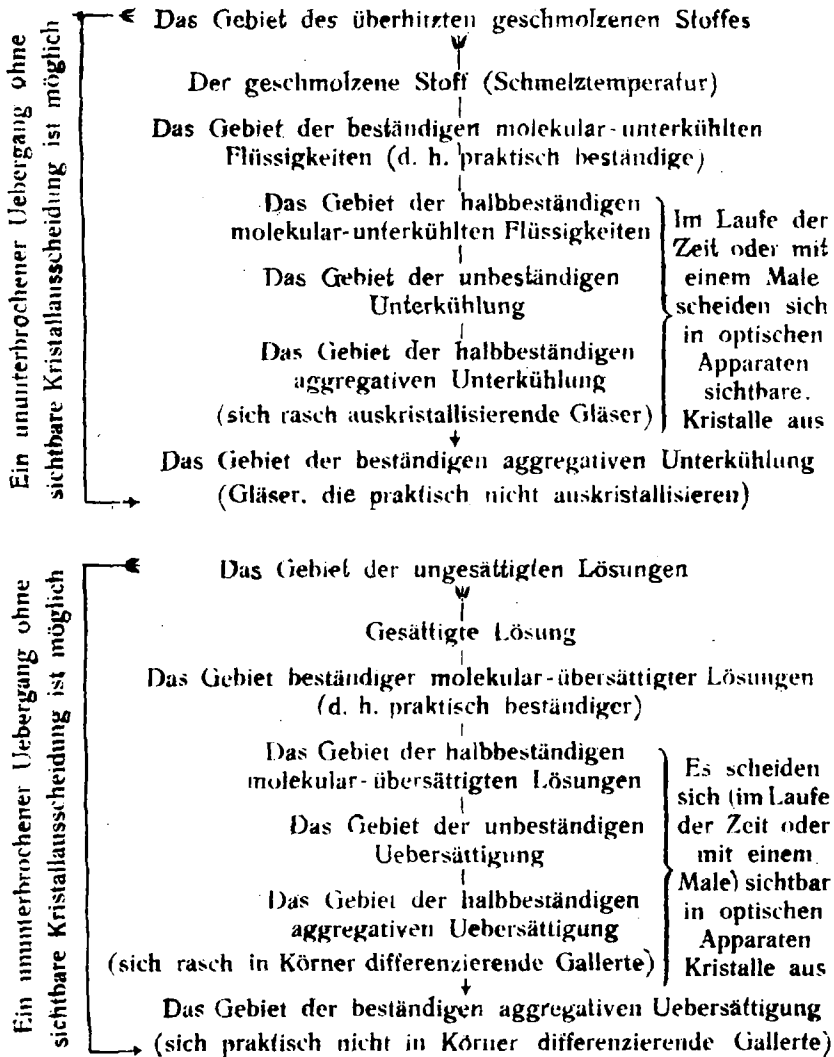 Ein ununterbrochener Uebergang ohne
sichtbare Kristallausscheidung ist möglich
Das Gebiet des überhitzten geschmolzenen Stoffes
Der geschmolzene Stoff (Schmelztemperatur)
Das Gebiet der beständigen molekular-unterkühlten
Flüssigkeiten (d. h. praktisch beständige)
Das Gebiet der halbbeständigen
molekular-unterkühlten Flüssigkeiten
Das Gebiet der unbeständigen
Unterkühlung
Das Gebiet der halbbeständigen
aggregativen Unterkühlung
(sich rasch auskristallisierende Gläser)
Im Laufe der
Zeit oder mit
einem Male
scheiden sich
in optischen
Apparaten
sichtbare.
Kristalle aus
Das Gebiet der beständigen aggregativen Unterkühlung
(Gläser. die praktisch nicht auskristallisieren)
Ein ununterbrochener Uebergang ohne
sichtbare Kristallausscheidung ist möglich
Das Gebiet der ungesättigten Lösungen
Gesättigte Lösung
Das Gebiet beständiger molekular-übersättigter Lösungen
(d. h. praktisch beständiger)
Das Gebiet der halbbeständigen
molekular-übersättigten Lösungen
Das Gebiet der unbeständigen
Uebersättigung
Das Gebiet der halbbeständigen
aggregativen Uebersättigung
(sich rasch in Körner differenzierende Gallerte)
Es scheiden
sich (im Laufe
der Zeit oder
mit einem
Male) sichtbar
in optischen
Apparaten
Kristalle aus
Das Gebiet der beständigen aggregativen Uebersättigung
(sich praktisch nicht in Körner differenzierende Gallerte)